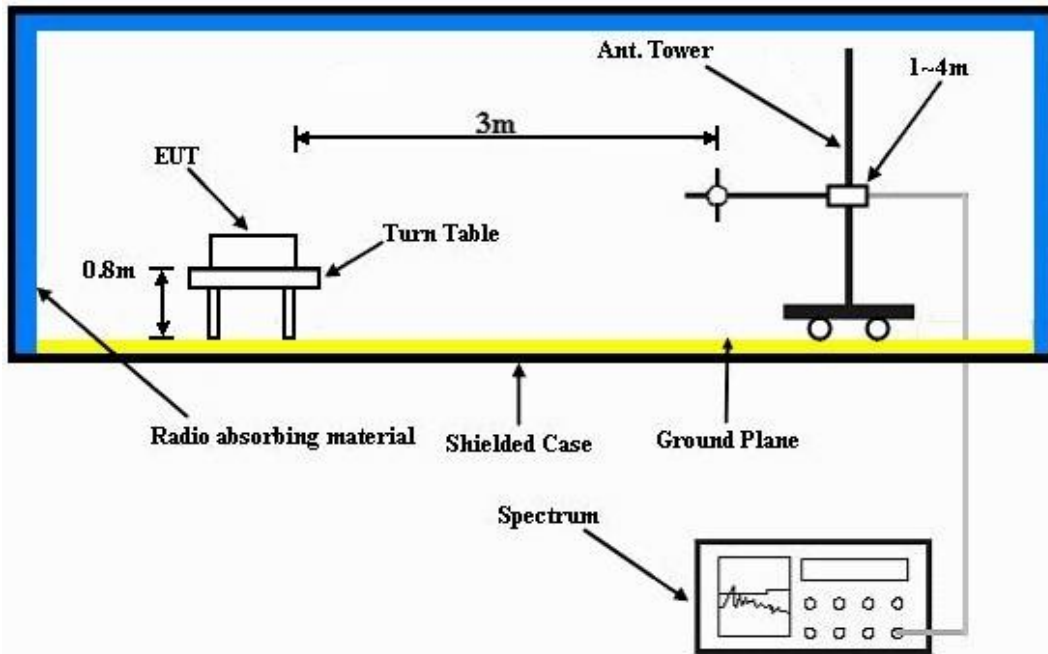 Ant. Tower
1~4m
3m
EUT
Turn Table
0.8m
Radio absorbing material
Shielded Case
Ground Plane
Spectrum